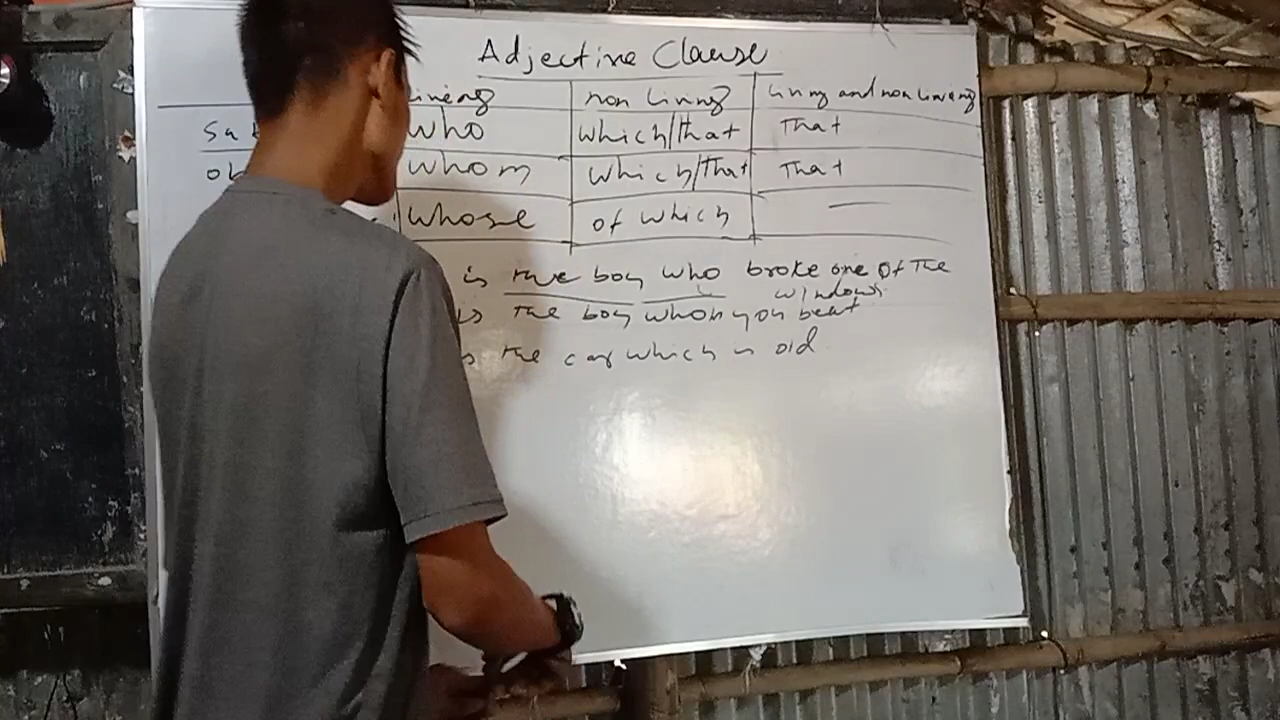 Adjective Clause
non Living Living and non Living
who which/that That
whom which/That That
whose of which —
is the boy who broke one of The
windows
is the boy whom you beat
the car which is old